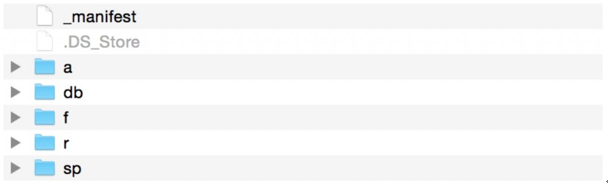 _manifest
.DS_Store
a
db
f
r
sp